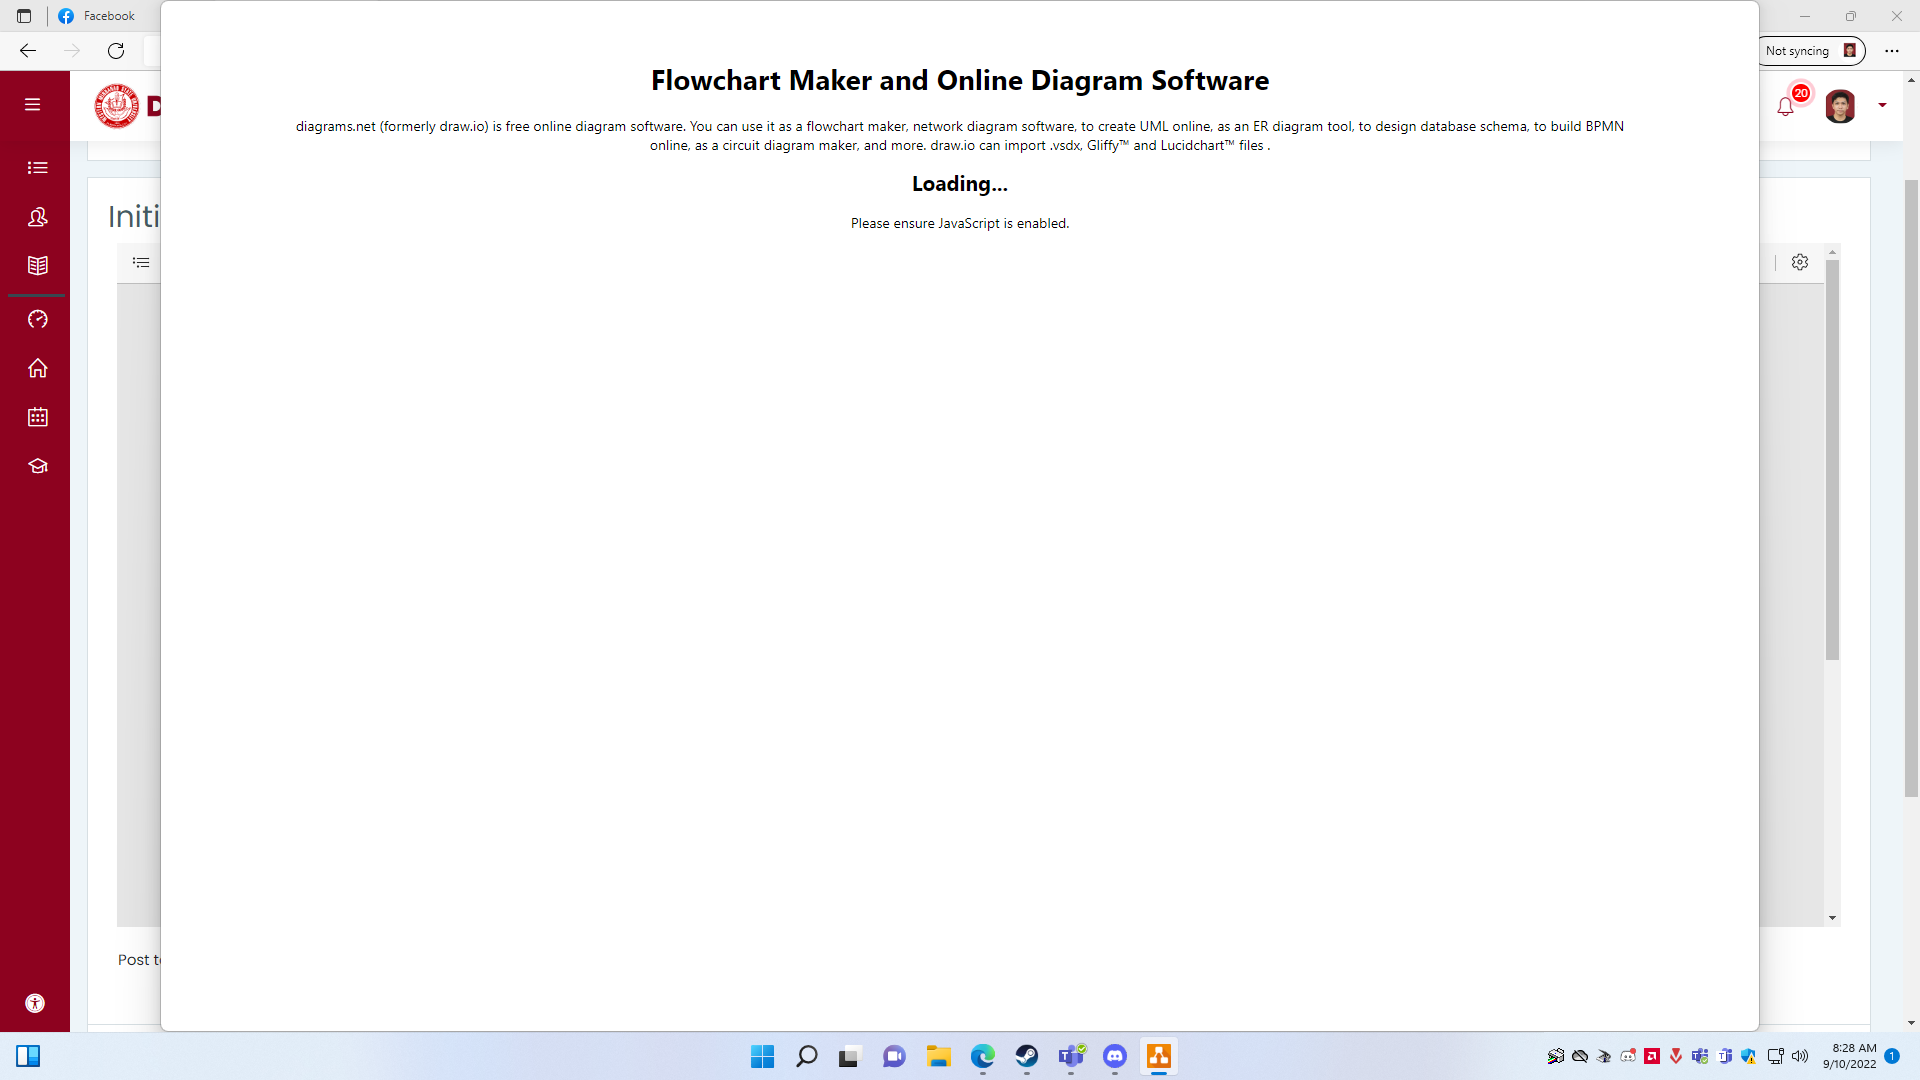 Facebook
Not syncing
20
D
Flowchart Maker and Online Diagram Software
diagrams.net (formerly draw.io) is free online diagram software. You can use it as a flowchart maker, network diagram software, to create UML online, as an ER diagram tool, to design database schema, to build BPMN
online, as a circuit diagram maker, and more. draw.io can import .vsdx, Gliffy™ and Lucidchart™ files .
Loading...
Please ensure JavaScript is enabled.
Initi
Post t
8:28 AM
9/10/2022
1